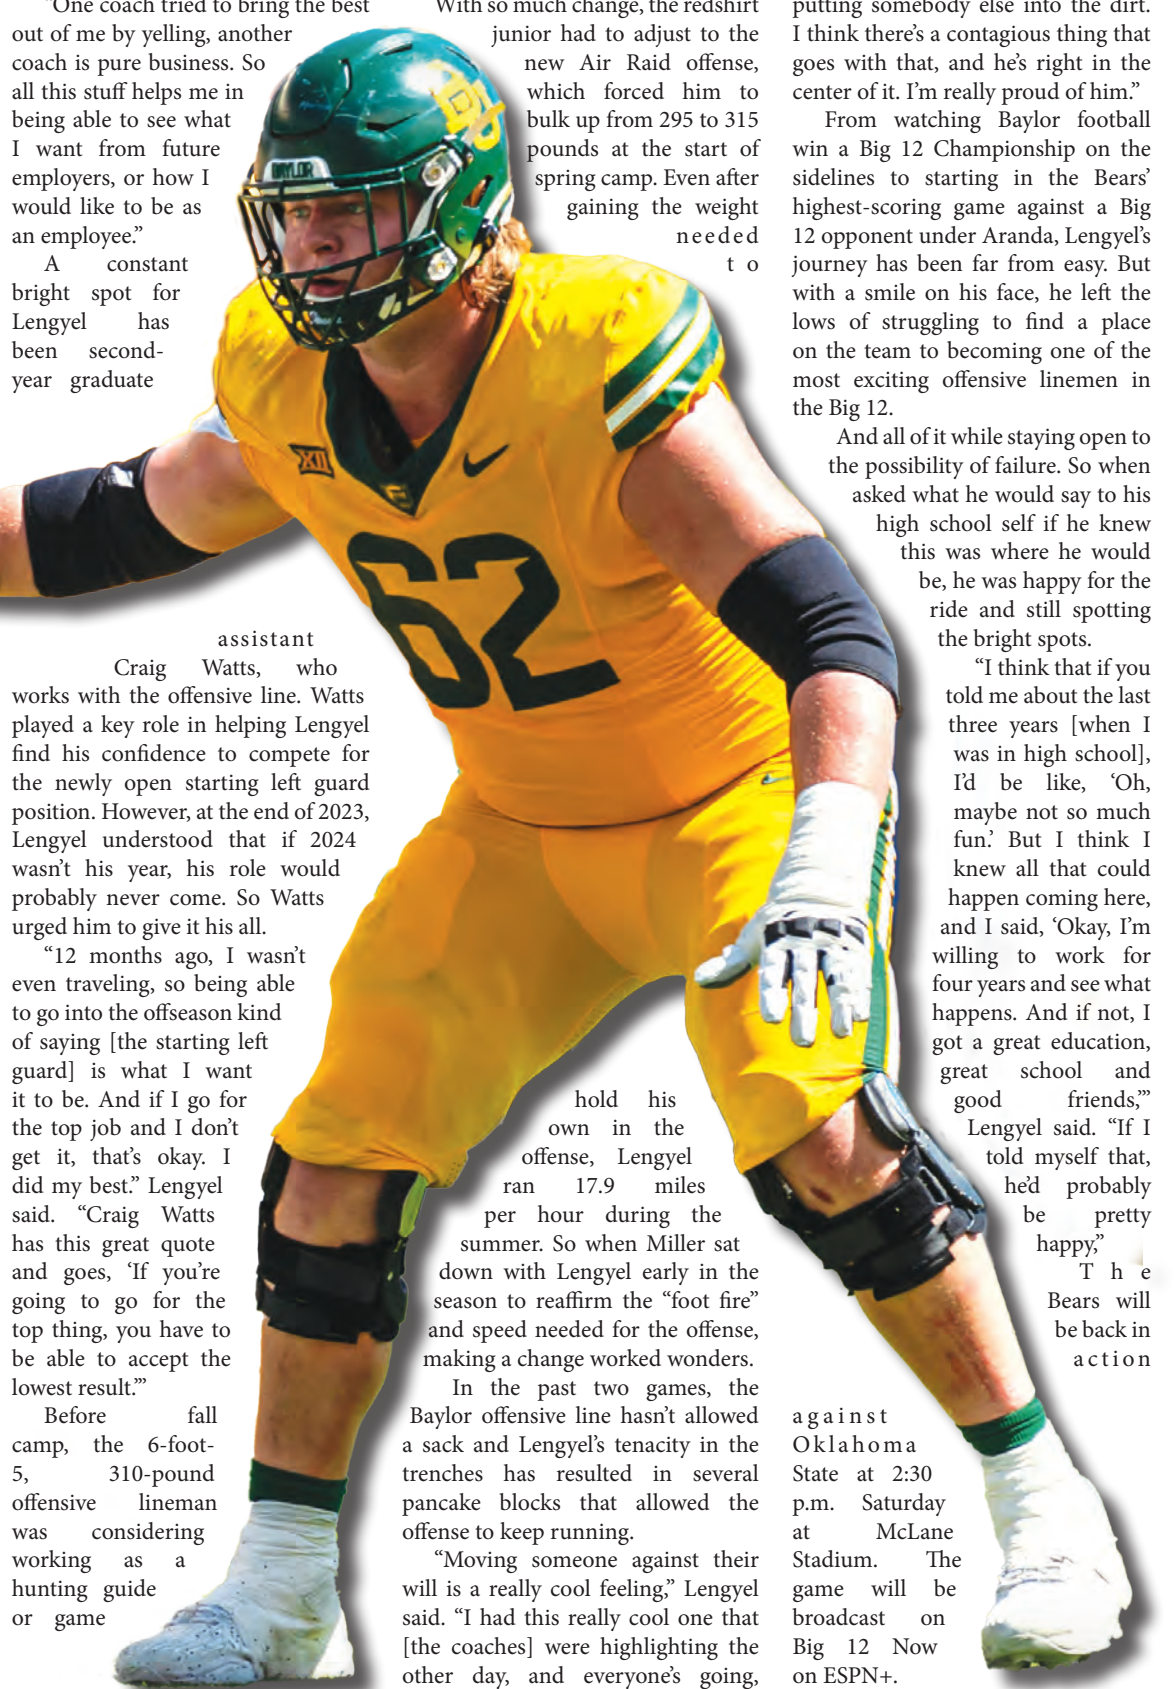 "One coach tried to bring the best
out of me by yelling, another
coach is pure business. So
all this stuff helps me in
being able to see what
I want from future
employers, or how I
would like to be as
an employee."
A constant
bright spot for
Lengyel has
been second-
year graduate
assistant
Craig Watts, who
works with the offensive line. Watts
played a key role in helping Lengyel
find his confidence to compete for
the newly open starting left guard
position. However, at the end of 2023,
Lengyel understood that if 2024
wasn't his year, his role would
probably never come. So Watts
urged him to give it his all.
"12 months ago, I wasn't
even traveling, so being able
to go into the offseason kind
of saying [the starting left
guard] is what I want
it to be. And if I go for
the top job and I don't
get it, that's okay. I
did my best." Lengyel
said. "Craig Watts
has this great quote
and goes, 'If you're
going to go for the
top thing, you have to
be able to accept the
lowest result.'"
Before fall
camp, the 6-foot-
5, 310-pound
offensive lineman
was considering
working as a
hunting guide
or game
With so much change, the redshirt
junior had to adjust to the
new Air Raid offense,
which forced him to
bulk up from 295 to 315
pounds at the start of
spring camp. Even after
gaining the weight
needed
to
hold his
own in the
offense, Lengyel
ran 17.9 miles
per hour during the
summer. So when Miller sat
down with Lengyel early in the
season to reaffirm the "foot fire"
and speed needed for the offense,
making a change worked wonders.
In the past two games, the
Baylor offensive line hasn't allowed
a sack and Lengyel's tenacity in the
trenches has resulted in several
pancake blocks that allowed the
offense to keep running.
"Moving someone against their
will is a really cool feeling," Lengyel
said. "I had this really cool one that
[the coaches] were highlighting the
other day, and everyone's going,
putting somebody else into the dirt.
I think there's a contagious thing that
goes with that, and he's right in the
center of it. I'm really proud of him."
From watching Baylor football
win a Big 12 Championship on the
sidelines to starting in the Bears'
highest-scoring game against a Big
12 opponent under Aranda, Lengyel's
journey has been far from easy. But
with a smile on his face, he left the
lows of struggling to find a place
on the team to becoming one of the
most exciting offensive linemen in
the Big 12.
And all of it while staying open to
the possibility of failure. So when
asked what he would say to his
high school self if he knew
this was where he would
be, he was happy for the
ride and still spotting
the bright spots.
"I think that if you
told me about the last
three years [when I
was in high school],
I'd be like, 'Oh,
maybe not so much
fun.' But I think I
knew all that could
happen coming here,
and I said, 'Okay, I'm
willing to work for
four years and see what
happens. And if not, I
got a great education,
great school and
good friends,'"
Lengyel said. "If I
told myself that,
he'd probably
be pretty
happy,"
The
Bears will
be back in
action
against
Oklahoma
State at 2:30
p.m. Saturday
at McLane
Stadium. The
game will be
broadcast on
Big 12 Now
on ESPN+.
BU
BAYLOR
XII
62